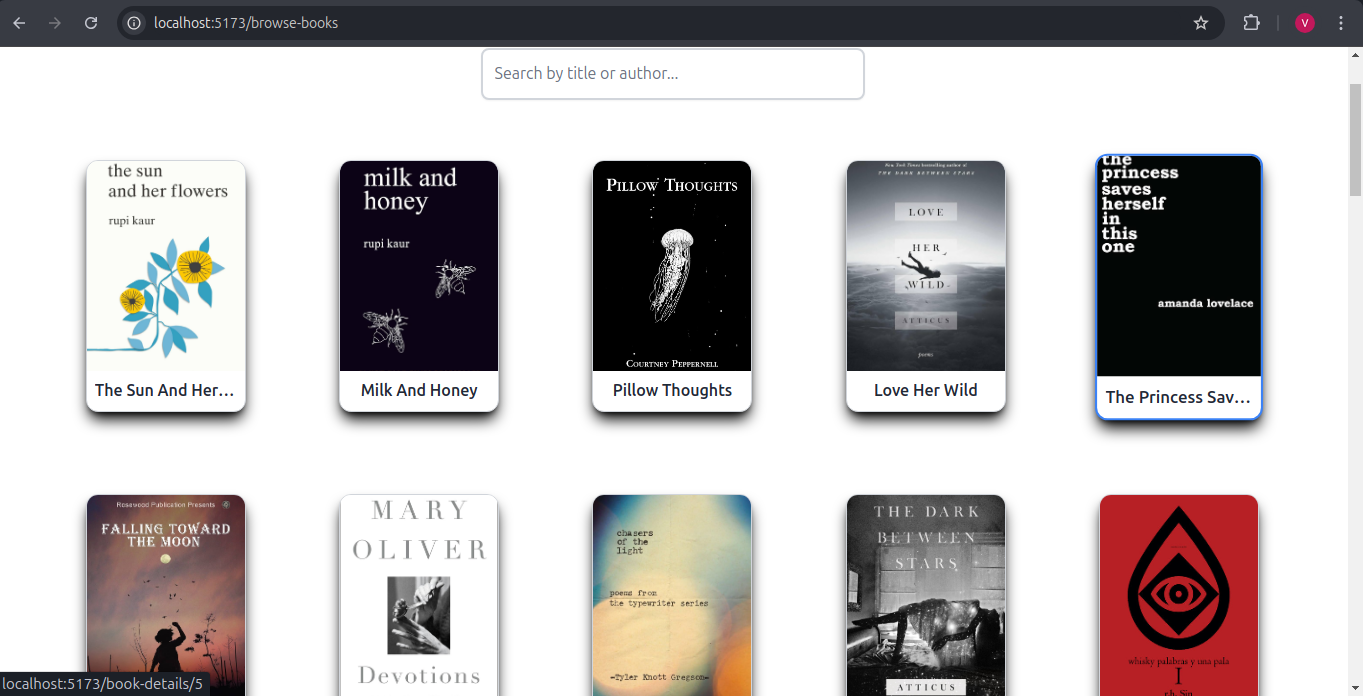 localhost:5173/browse-books
V
Search by title or author...
the sun
and her flowers
rupi kaur
The Sun And Her...
milk and
honey
rupi kaur
Milk And Honey
PILLOW THOUGHTS
COURTNEY PEPPERNELL
Pillow Thoughts
New York Times bestselling author of
THE DARK BETWEEN STARS
LOVE
HER
WILD
ATTICUS
poems
Love Her Wild
the
princess
saves
herself
in
this
one
amanda lovelace
The Princess Sav...
Rosewood Publication Presents
FALLING TOWARD
THE MOON
MARY
OLIVER
Devotions
chasers
of the
light
poems from
the typewriter series
-Tyler Knott Gregson-
THE DARK
BETWEEN
STARS
ATTICUS
whisky palabras y una pala
I
r.h. Sin
localhost:5173/book-details/5